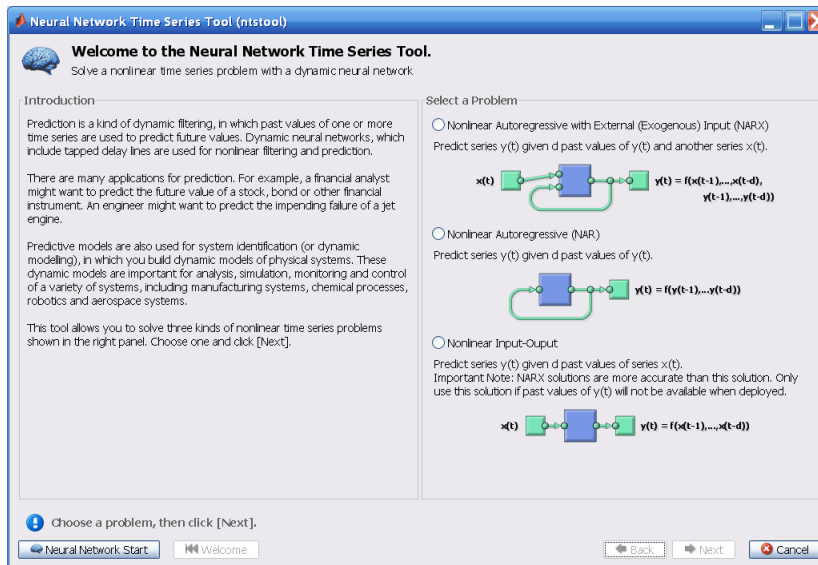 Neural Network Time Series Tool (ntstool)
Welcome to the Neural Network Time Series Tool.
Solve a nonlinear time series problem with a dynamic neural network
Introduction
Prediction is a kind of dynamic filtering, in which past values of one or more
time series are used to predict future values. Dynamic neural networks, which
include tapped delay lines are used for nonlinear filtering and prediction.
There are many applications for prediction. For example, a financial analyst
might want to predict the future value of a stock, bond or other financial
instrument. An engineer might want to predict the impending failure of a jet
engine.
Predictive models are also used for system identification (or dynamic
modelling), in which you build dynamic models of physical systems. These
dynamic models are important for analysis, simulation, monitoring and control
of a variety of systems, including manufacturing systems, chemical processes,
robotics and aerospace systems.
This tool allows you to solve three kinds of nonlinear time series problems
shown in the right panel. Choose one and click [Next].
Select a Problem
Nonlinear Autoregressive with External (Exogenous) Input (NARX)
Predict series y(t) given d past values of y(t) and another series x(t).
x(t)
y(t) = f(x(t-1),...,x(t-d),
y(t-1),...,y(t-d))
Nonlinear Autoregressive (NAR)
Predict series y(t) given d past values of y(t).
y(t) = f(y(t-1),...y(t-d))
Nonlinear Input-Ouput
Predict series y(t) given d past values of series x(t).
Important Note: NARX solutions are more accurate than this solution. Only
use this solution if past values of y(t) will not be available when deployed.
x(t)
y(t) = f(x(t-1),...,x(t-d))
Choose a problem, then click [Next].
Neural Network Start
Welcome
Back
Next
Cancel